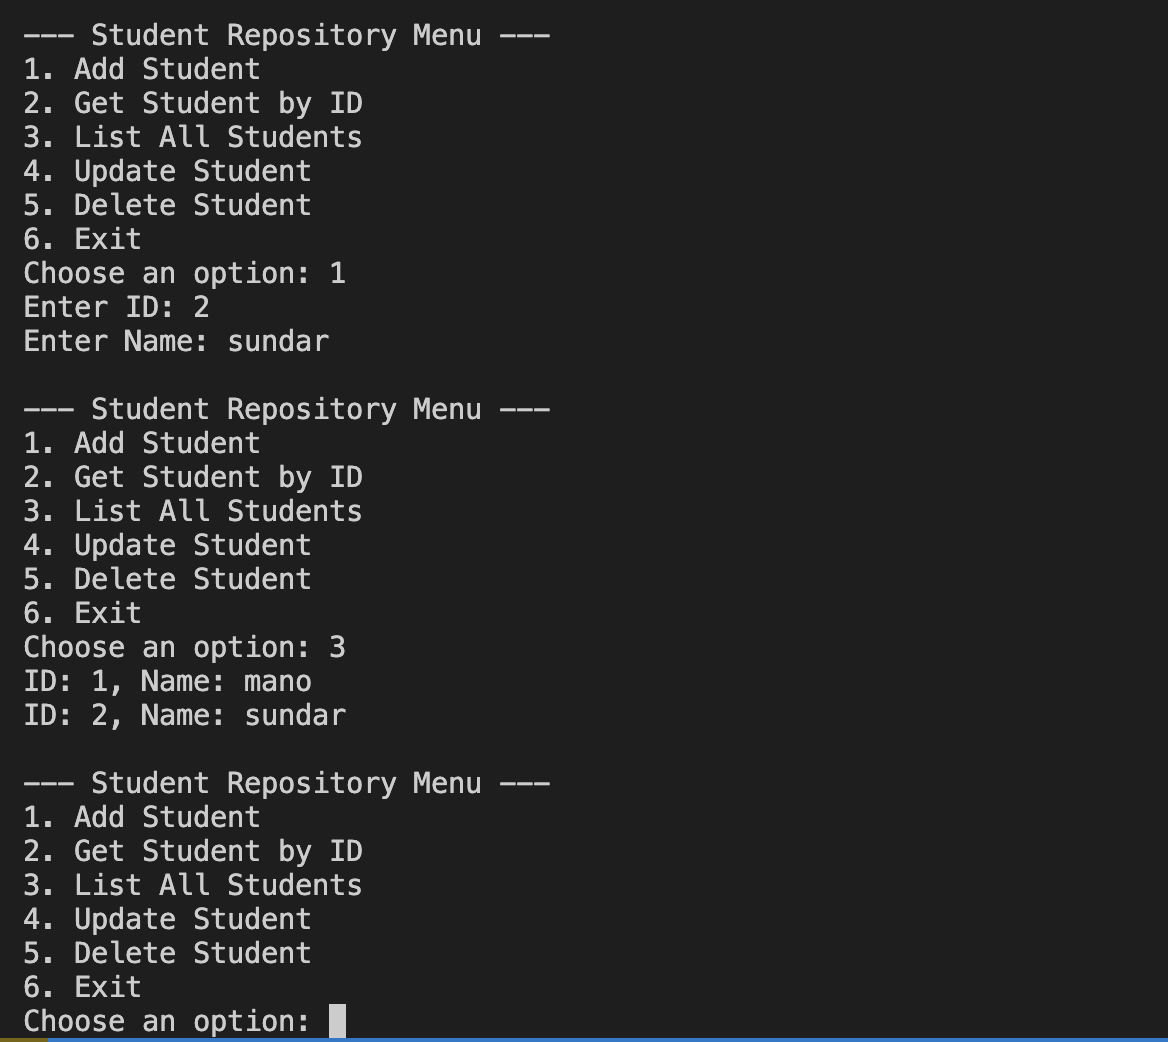 --- Student Repository Menu ---
1. Add Student
2. Get Student by ID
3. List All Students
4. Update Student
5. Delete Student
6. Exit
Choose an option: 1
Enter ID: 2
Enter Name: sundar

--- Student Repository Menu ---
1. Add Student
2. Get Student by ID
3. List All Students
4. Update Student
5. Delete Student
6. Exit
Choose an option: 3
ID: 1, Name: mano
ID: 2, Name: sundar

--- Student Repository Menu ---
1. Add Student
2. Get Student by ID
3. List All Students
4. Update Student
5. Delete Student
6. Exit
Choose an option: